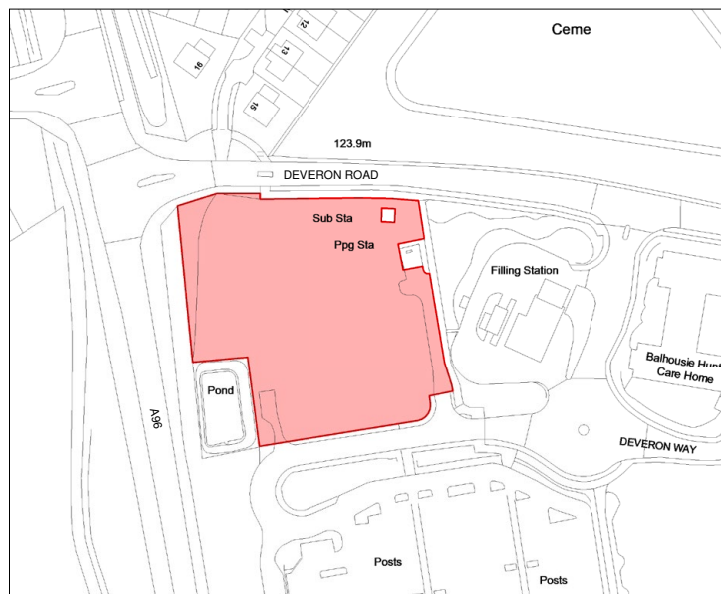 Ceme
12
13
16
15
123.9m
DEVERON ROAD
Sub Sta
Ppg Sta
Filling Station
Balhousie Hunt
Care Home
Pond
A96
DEVERON WAY
Posts
Posts